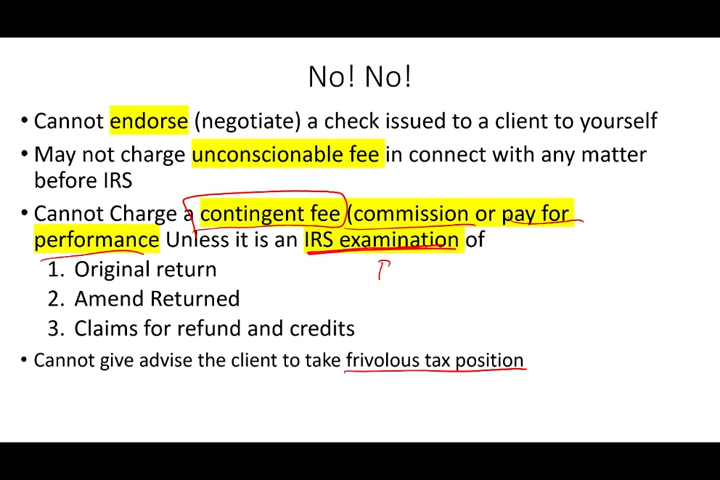 No! No!
• Cannot endorse (negotiate) a check issued to a client to yourself
• May not charge unconscionable fee in connect with any matter
before IRS
• Cannot Charge a contingent fee (commission or pay for
performance Unless it is an IRS examination of
1. Original return
2. Amend Returned
3. Claims for refund and credits
• Cannot give advise the client to take frivolous tax position